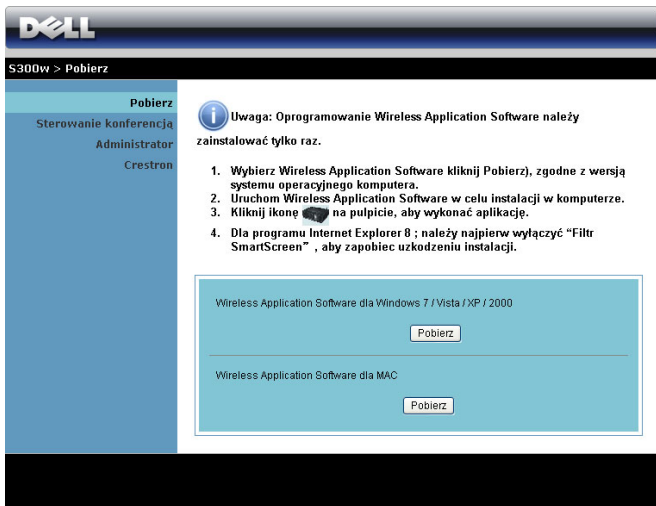 DELL
S300w > Pobierz
Pobierz
Sterowanie konferencją
Administrator
Crestron
Uwaga: Oprogramowanie Wireless Application Software należy
zainstalować tylko raz.
1. Wybierz Wireless Application Software kliknij Pobierz), zgodne z wersją
systemu operacyjnego komputera.
2. Uruchom Wireless Application Software w celu instalacji w komputerze.
3. Kliknij ikonę na pulpicie, aby wykonać aplikację.
4. Dla programu Internet Explorer 8 ; należy najpierw wyłączyć “Filtr
SmartScreen” , aby zapobiec uzkodzeniu instalacji.
Wireless Application Software dla Windows 7 / Vista / XP / 2000
Pobierz
Wireless Application Software dla MAC
Pobierz